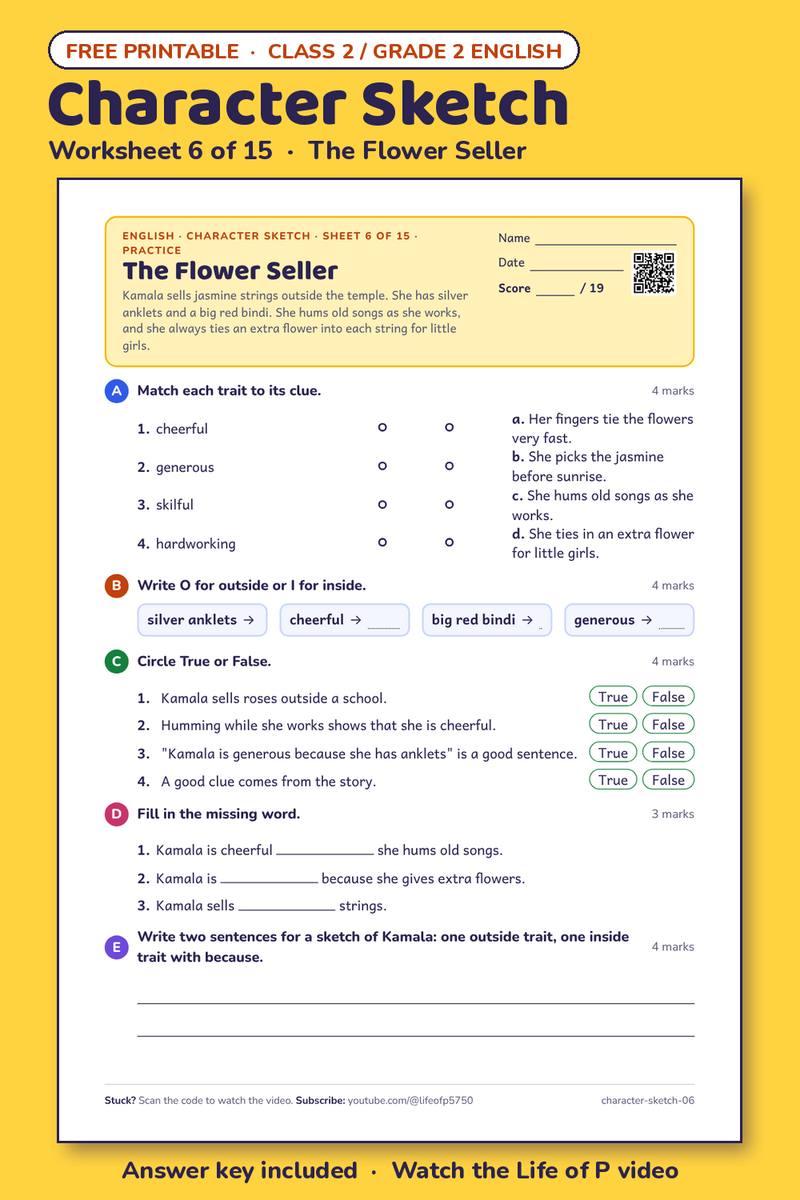 FREE PRINTABLE · CLASS 2 / GRADE 2 ENGLISH
Character Sketch
Worksheet 6 of 15 · The Flower Seller
ENGLISH · CHARACTER SKETCH · SHEET 6 OF 15 ·
PRACTICE
The Flower Seller
Kamala sells jasmine strings outside the temple. She has silver
anklets and a big red bindi. She hums old songs as she works,
and she always ties an extra flower into each string for little
girls.
Name
Date
Score / 19
A Match each trait to its clue. 4 marks
1. cheerful
2. generous
3. skilful
4. hardworking
a. Her fingers tie the flowers
very fast.
b. She picks the jasmine
before sunrise.
c. She hums old songs as she
works.
d. She ties in an extra flower
for little girls.
B Write O for outside or I for inside. 4 marks
silver anklets → cheerful → big red bindi → generous →
C Circle True or False. 4 marks
1. Kamala sells roses outside a school. True False
2. Humming while she works shows that she is cheerful. True False
3. "Kamala is generous because she has anklets" is a good sentence. True False
4. A good clue comes from the story. True False
D Fill in the missing word. 3 marks
1. Kamala is cheerful ____________ she hums old songs.
2. Kamala is ____________ because she gives extra flowers.
3. Kamala sells ____________ strings.
E Write two sentences for a sketch of Kamala: one outside trait, one inside
trait with because. 4 marks
Stuck? Scan the code to watch the video. Subscribe: youtube.com/@lifeofp5750 character-sketch-06
Answer key included · Watch the Life of P video